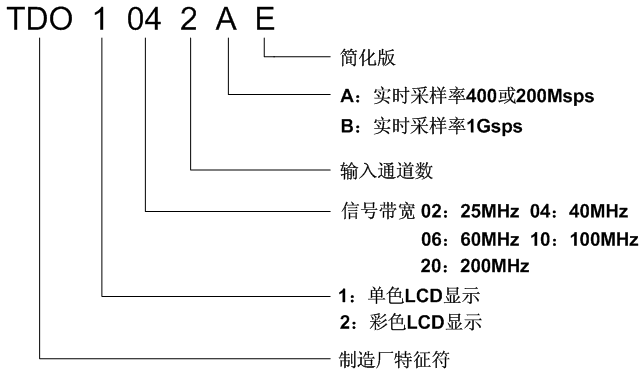 TDO 1 04 2 A E
简化版
A：实时采样率400或200Msps
B：实时采样率1Gsps
输入通道数
信号带宽 02：25MHz 04：40MHz
06：60MHz 10：100MHz
20：200MHz
1：单色LCD显示
2：彩色LCD显示
制造厂特征符